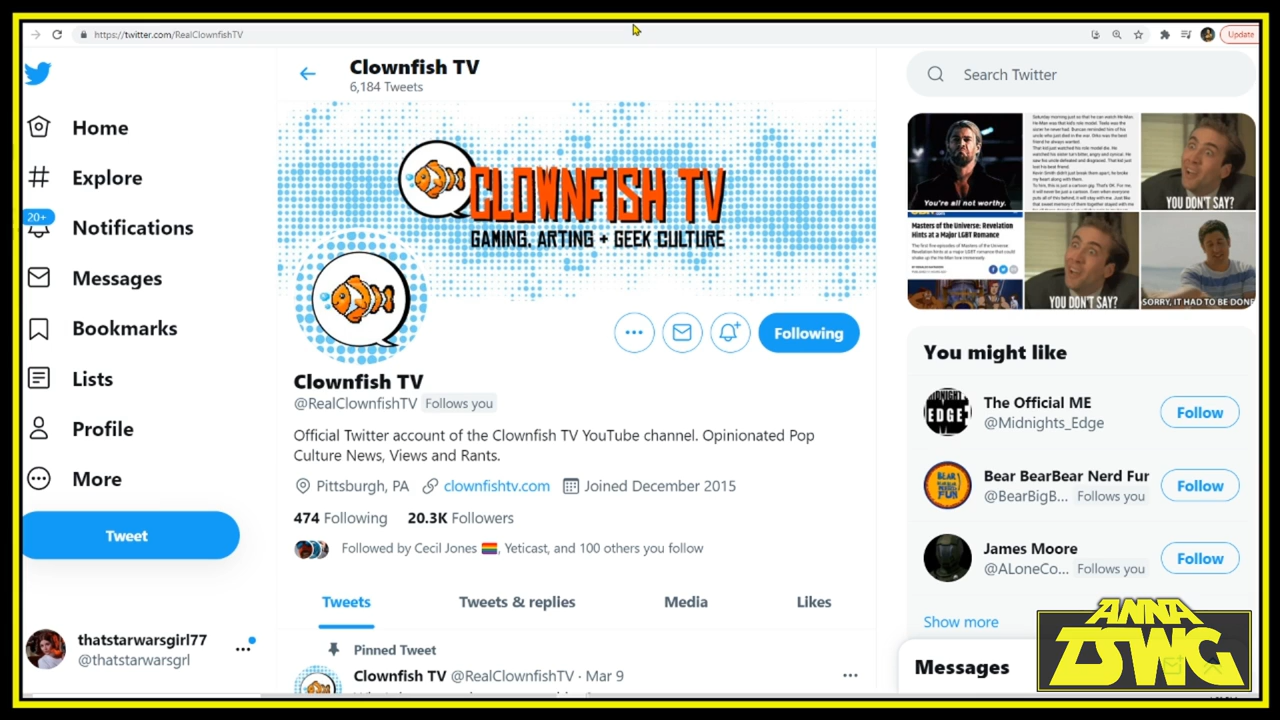 https://twitter.com/RealClownfishTV
Update
Home
Explore
20+
Notifications
Messages
Bookmarks
Lists
Profile
More
Tweet
thatstarwarsgirl77
@thatstarwarsgrl
Clownfish TV
6,184 Tweets
CLOWNFISH TV
GAMING, ARTING + GEEK CULTURE
Following
Clownfish TV
@RealClownfishTV Follows you
Official Twitter account of the Clownfish TV YouTube channel. Opinionated Pop
Culture News, Views and Rants.
Pittsburgh, PA clownfishtv.com Joined December 2015
474 Following 20.3K Followers
Followed by Cecil Jones 🏳️‍🌈, Yeticast, and 100 others you follow
Tweets Tweets & replies Media Likes
Pinned Tweet
Clownfish TV @RealClownfishTV · Mar 9
Search Twitter
You're all not worthy.
YOU DON'T SAY?
Masters of the Universe: Revelation
Hints at a Major LGBT Romance
YOU DON'T SAY?
SORRY, IT HAD TO BE DONE
You might like
MIDNIGHT'S
EDGE
The Official ME
@Midnights_Edge
Follow
Bear BearBear Nerd Fur
@BearBigB... Follows you
Follow
James Moore
@ALoneCo... Follows you
Follow
Show more
Messages
ANNA
TSWG